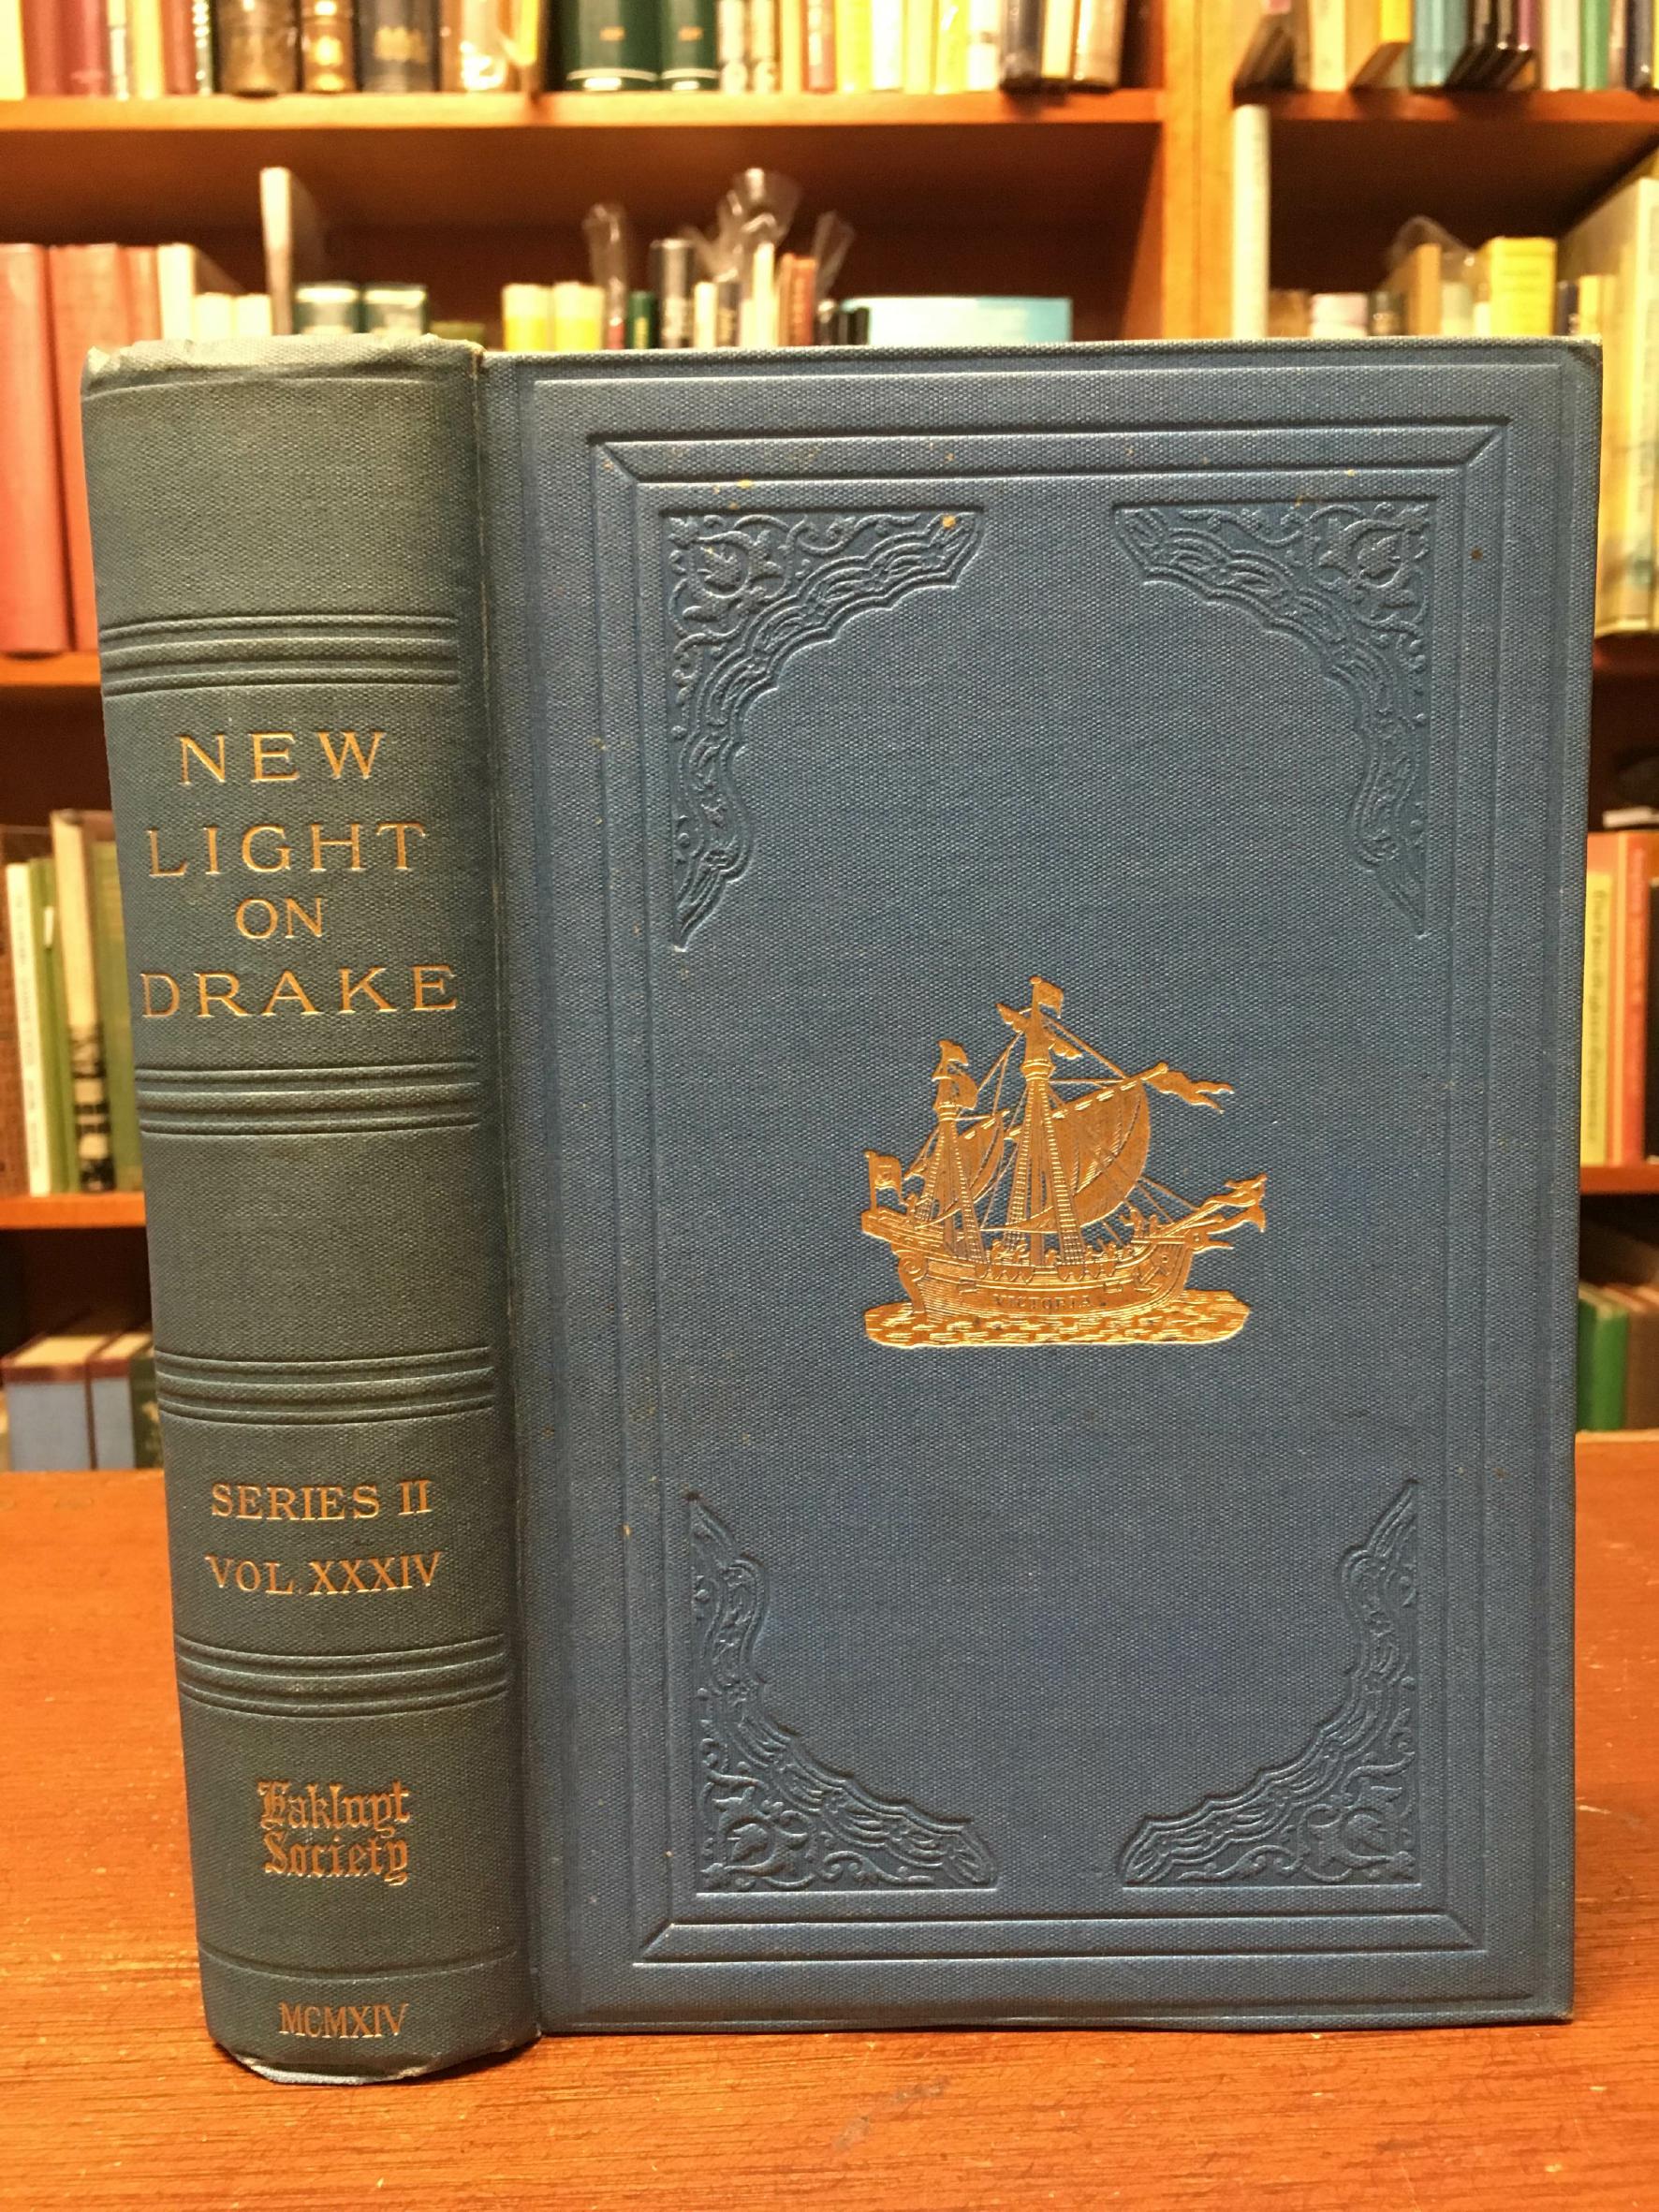 NEW
LIGHT
ON
DRAKE
SERIES II
VOL. XXXIV
Hakluyt
Society
MCMXIV
VICTORIA